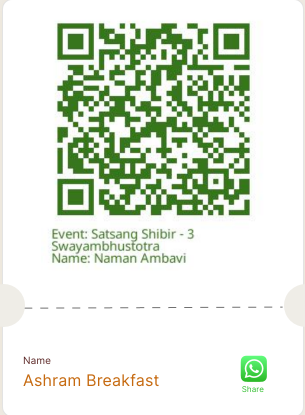 Event: Satsang Shibir - 3
Swayambhustotra
Name: Naman Ambavi
Name
Ashram Breakfast
Share